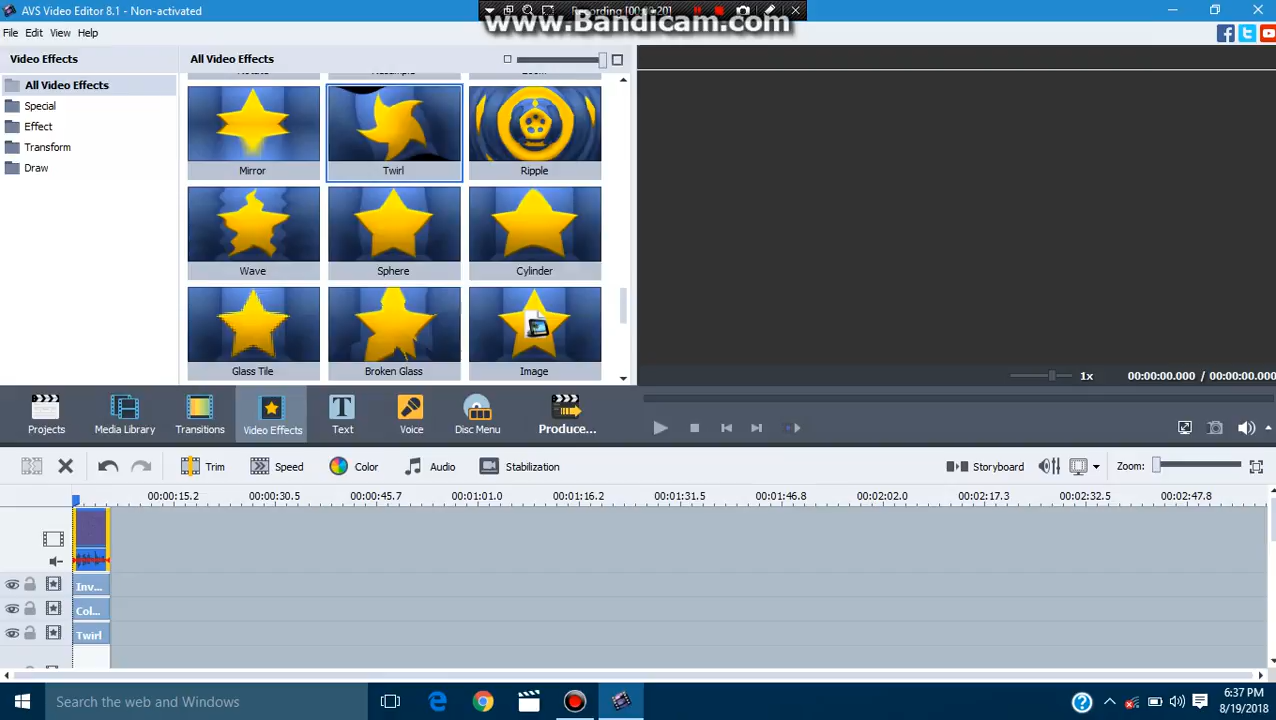 AVS Video Editor 8.1 - Non-activated
www.Bandicam.com
File Edit View Help
Video Effects
All Video Effects
All Video Effects
Special
Effect
Transform
Draw
Mirror
Twirl
Ripple
Wave
Sphere
Cylinder
Glass Tile
Broken Glass
Image
1x
00:00:00.000 / 00:00:00.000
Projects
Media Library
Transitions
Video Effects
Text
Voice
Disc Menu
Produce...
Trim
Speed
Color
Audio
Stabilization
Storyboard
Zoom:
00:00:15.2 00:00:30.5 00:00:45.7 00:01:01.0 00:01:16.2 00:01:31.5 00:01:46.8 00:02:02.0 00:02:17.3 00:02:32.5 00:02:47.8
Inv...
Col...
Twirl
Search the web and Windows
6:37 PM
8/19/2018